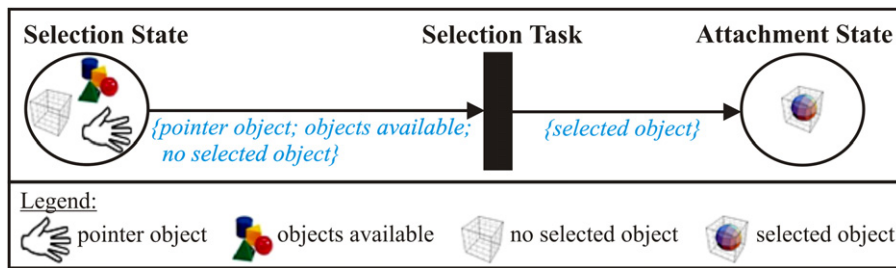 Selection State
Selection Task
Attachment State
{pointer object; objects available;
no selected object}
{selected object}
Legend:
pointer object
objects available
no selected object
selected object